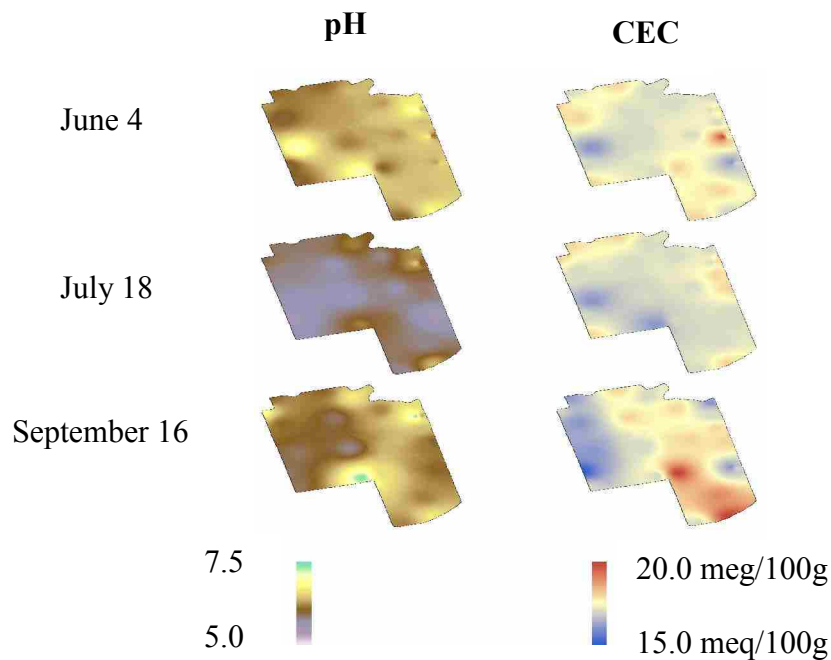 pH
CEC
June 4
July 18
September 16
7.5
5.0
20.0 meg/100g
15.0 meq/100g